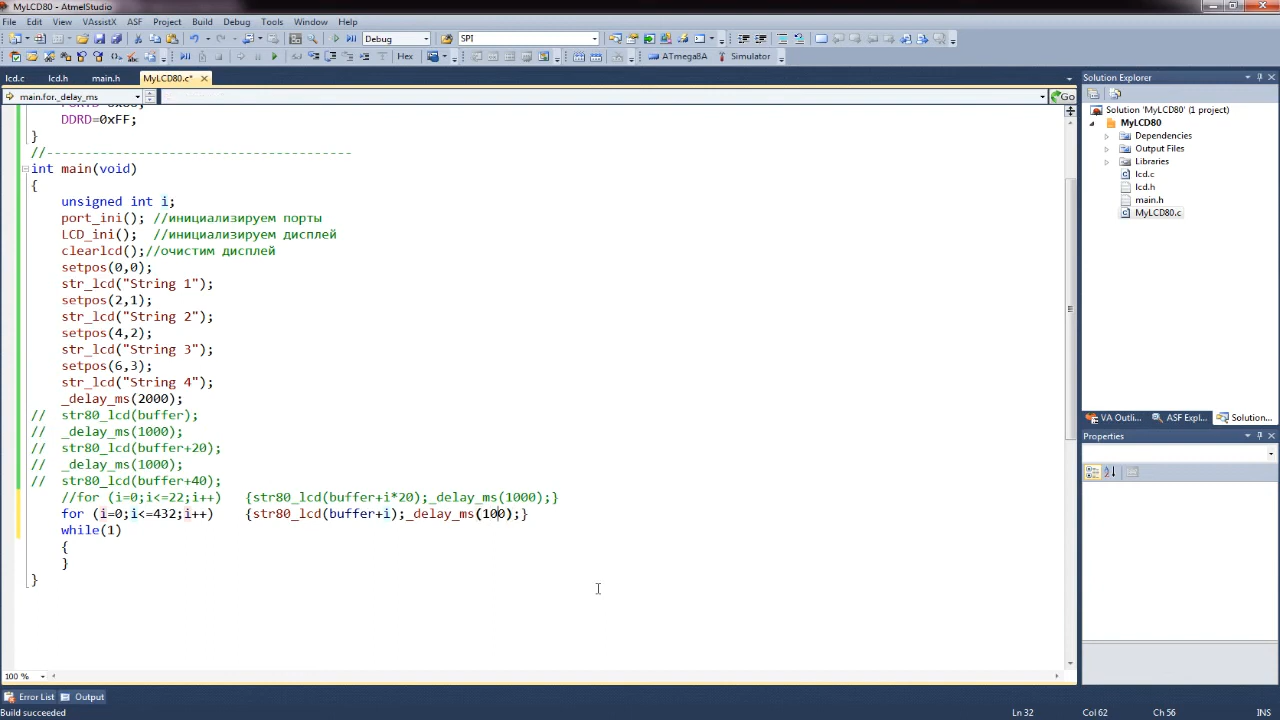 MyLCD80 - AtmelStudio
File Edit View VAssistX ASF Project Build Debug Tools Window Help
Debug SPI
Hex ATmega8A Simulator
lcd.c lcd.h main.h MyLCD80.c*
main.for._delay_ms Go
DDRD=0xFF;
}
//----------------------------------------
int main(void)
{
unsigned int i;
port_ini(); //инициализируем порты
LCD_ini(); //инициализируем дисплей
clearlcd();//очистим дисплей
setpos(0,0);
str_lcd("String 1");
setpos(2,1);
str_lcd("String 2");
setpos(4,2);
str_lcd("String 3");
setpos(6,3);
str_lcd("String 4");
_delay_ms(2000);
// str80_lcd(buffer);
// _delay_ms(1000);
// str80_lcd(buffer+20);
// _delay_ms(1000);
// str80_lcd(buffer+40);
//for (i=0;i<=22;i++) {str80_lcd(buffer+i*20);_delay_ms(1000);}
for (i=0;i<=432;i++) {str80_lcd(buffer+i);_delay_ms(100);}
while(1)
{
}
}
100 %
Solution Explorer
Solution 'MyLCD80' (1 project)
MyLCD80
Dependencies
Output Files
Libraries
lcd.c
lcd.h
main.h
MyLCD80.c
VA Outli... ASF Expl... Solution...
Properties
Error List Output
Build succeeded Ln 32 Col 62 Ch 56 INS